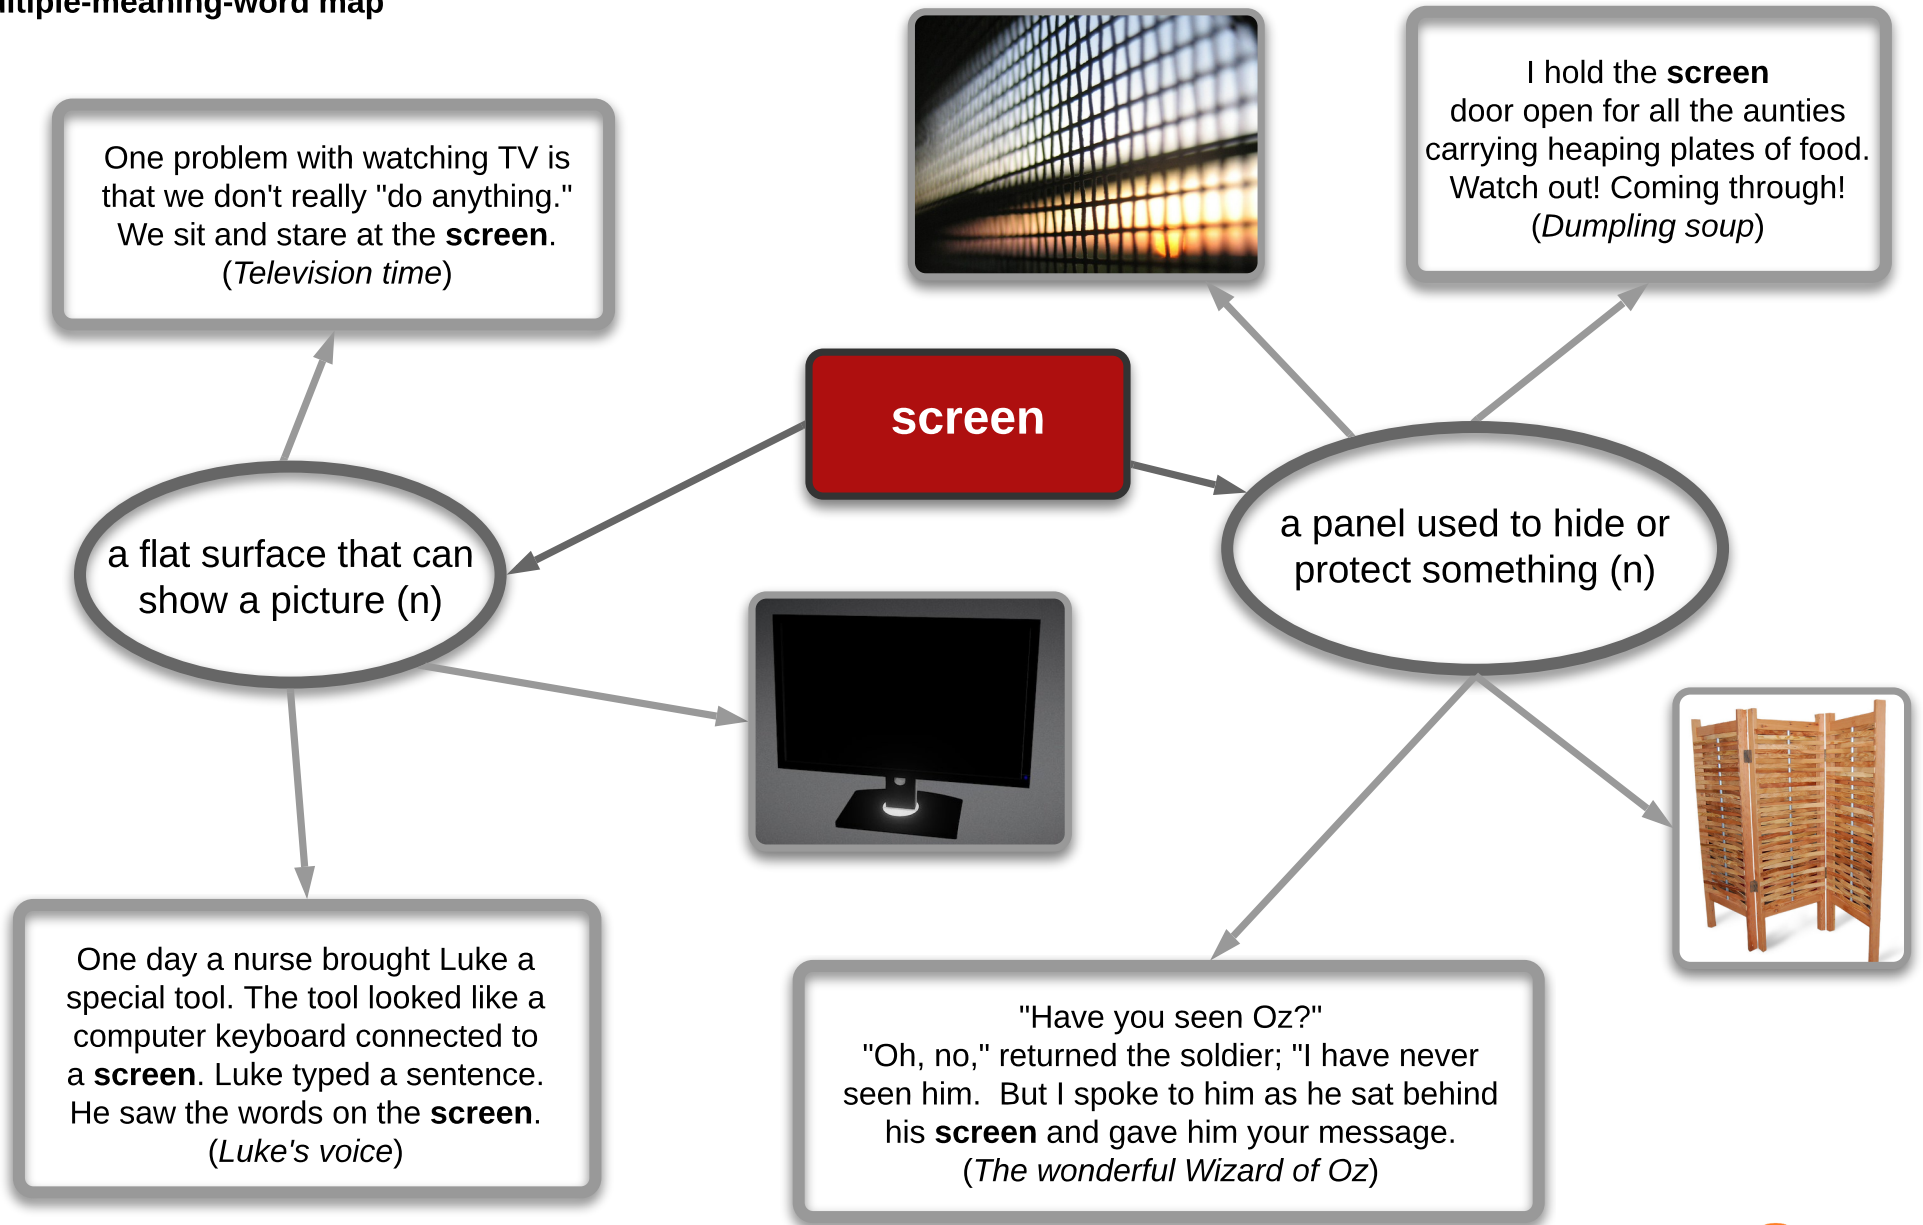 multiple-meaning-word map
One problem with watching TV is
that we don't really "do anything."
We sit and stare at the screen.
(Television time)
I hold the screen
door open for all the aunties
carrying heaping plates of food.
Watch out! Coming through!
(Dumpling soup)
screen
a flat surface that can
show a picture (n)
a panel used to hide or
protect something (n)
One day a nurse brought Luke a
special tool. The tool looked like a
computer keyboard connected to
a screen. Luke typed a sentence.
He saw the words on the screen.
(Luke's voice)
"Have you seen Oz?"
"Oh, no," returned the soldier; "I have never
seen him.  But I spoke to him as he sat behind
his screen and gave him your message.
(The wonderful Wizard of Oz)